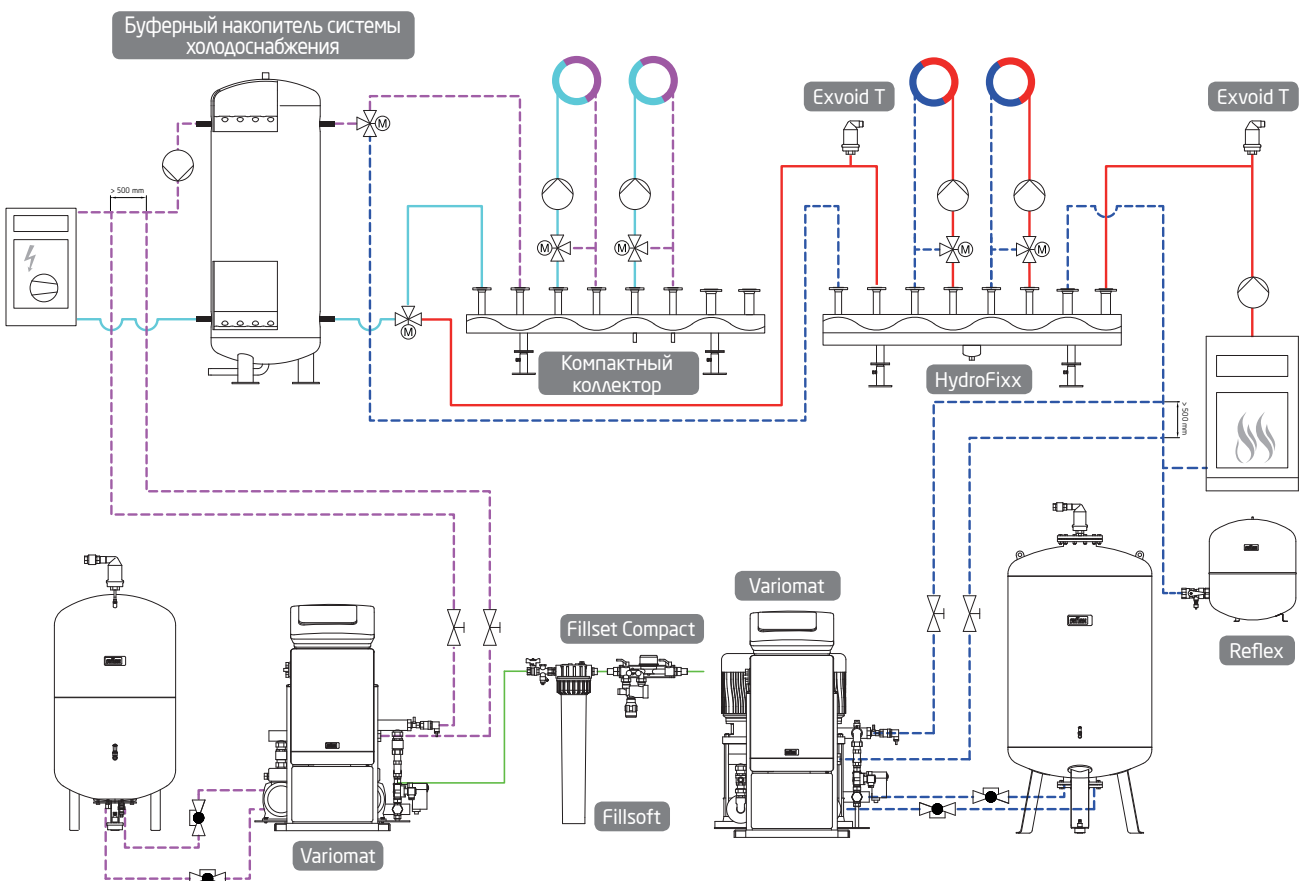 Буферный накопитель системы
холодоснабжения
Exvoid T
Exvoid T
> 500 mm
M
M
M
M
M
M
Компактный
коллектор
HydroFixx
> 500 mm
Variomat
Fillset Compact
Reflex
Fillsoft
Variomat